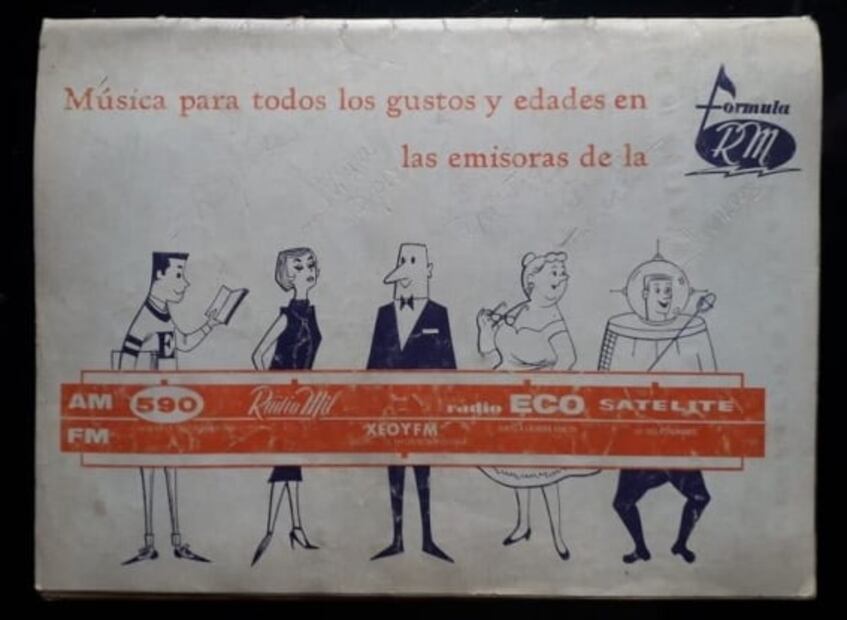 Música para todos los gustos y edades en
las emisoras de la
formula
RM
E
AM 590 Radio Mil radio ECO SATELITE
FM XEOYFM